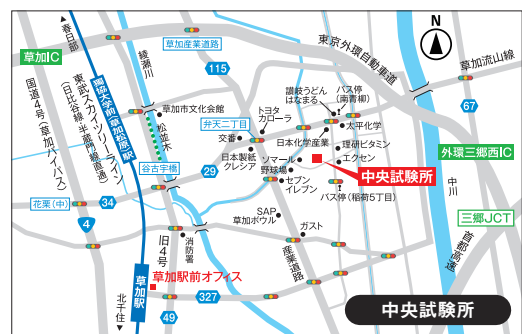 ▲春日部
綾瀬川
草加産業道路
東京外環自動車道
N
草加IC
115
草加流山線
67
国道4号(草加バイパス)
東武スカイツリーライン
(日比谷線・半蔵門線直通)
獨協大学前〈草加松原〉駅
松並木
草加市文化会館
弁天二丁目
トヨタ
カローラ
讃岐うどん
はなまる
バス停
(南青柳)
太平化学
交番
日本化学産業
理研ビタミン
外環三郷西IC
谷古宇橋
29
日本製紙
クレシア
ソマール
野球場
エクセン
中央試験所
セブン
イレブン
バス停(稲荷5丁目)
中川
花栗(中)
34
4
SAP
草加ボウル
ガスト
三郷JCT
旧4号
消防署
産業道路
首都高速
草加駅
草加駅前オフィス
327
49
北千住▼
中央試験所